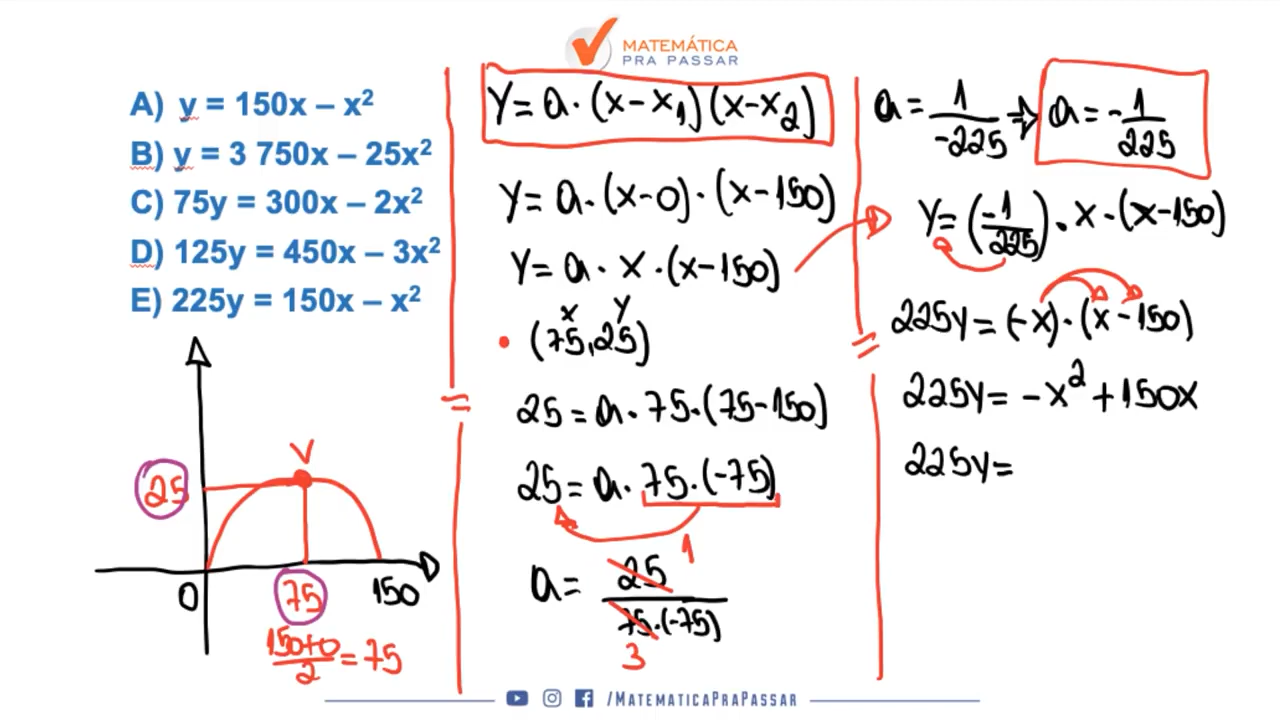 MATEMÁTICA
PRA PASSAR
A) y = 150x – x²
B) y = 3 750x – 25x²
C) 75y = 300x – 2x²
D) 125y = 450x – 3x²
E) 225y = 150x – x²
V
25
0
75
150
150+0/2 = 75
Y = a · (x-x₁)(x-x₂)
Y = a · (x-0) · (x-150)
Y = a · x · (x-150)
x y
• (75,25)
25 = a · 75 · (75-150)
25 = a · 75 · (-75)
1
a = 25/75·(-75)
3
a = 1/-225 ⇒ a = -1/225
Y = (-1/225) · x · (x-150)
225Y = (-x) · (x-150)
225Y = -x² + 150x
225Y =
/MATEMATICAPRAPASSAR